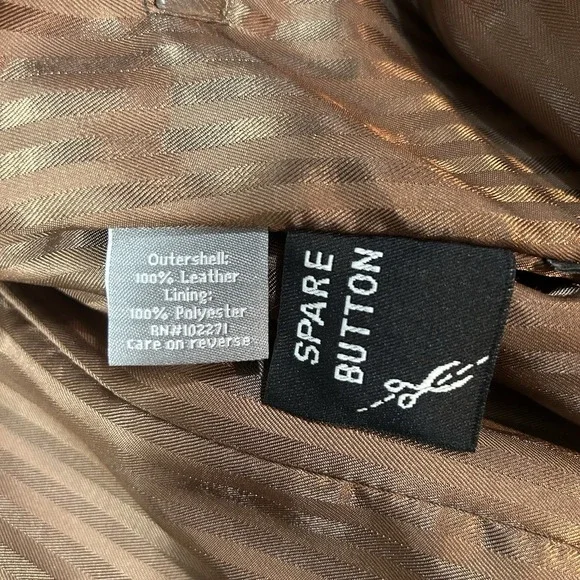 Outershell:
100% Leather
Lining:
100% Polyester
RN#102271
care on reverse
SPARE
BUTTON